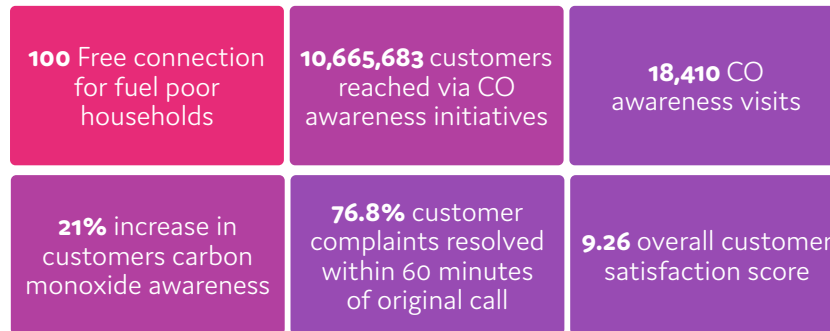 100 Free connection
for fuel poor
households
10,665,683 customers
reached via CO
awareness initiatives
18,410 CO
awareness visits
21% increase in
customers carbon
monoxide awareness
76.8% customer
complaints resolved
within 60 minutes
of original call
9.26 overall customer
satisfaction score